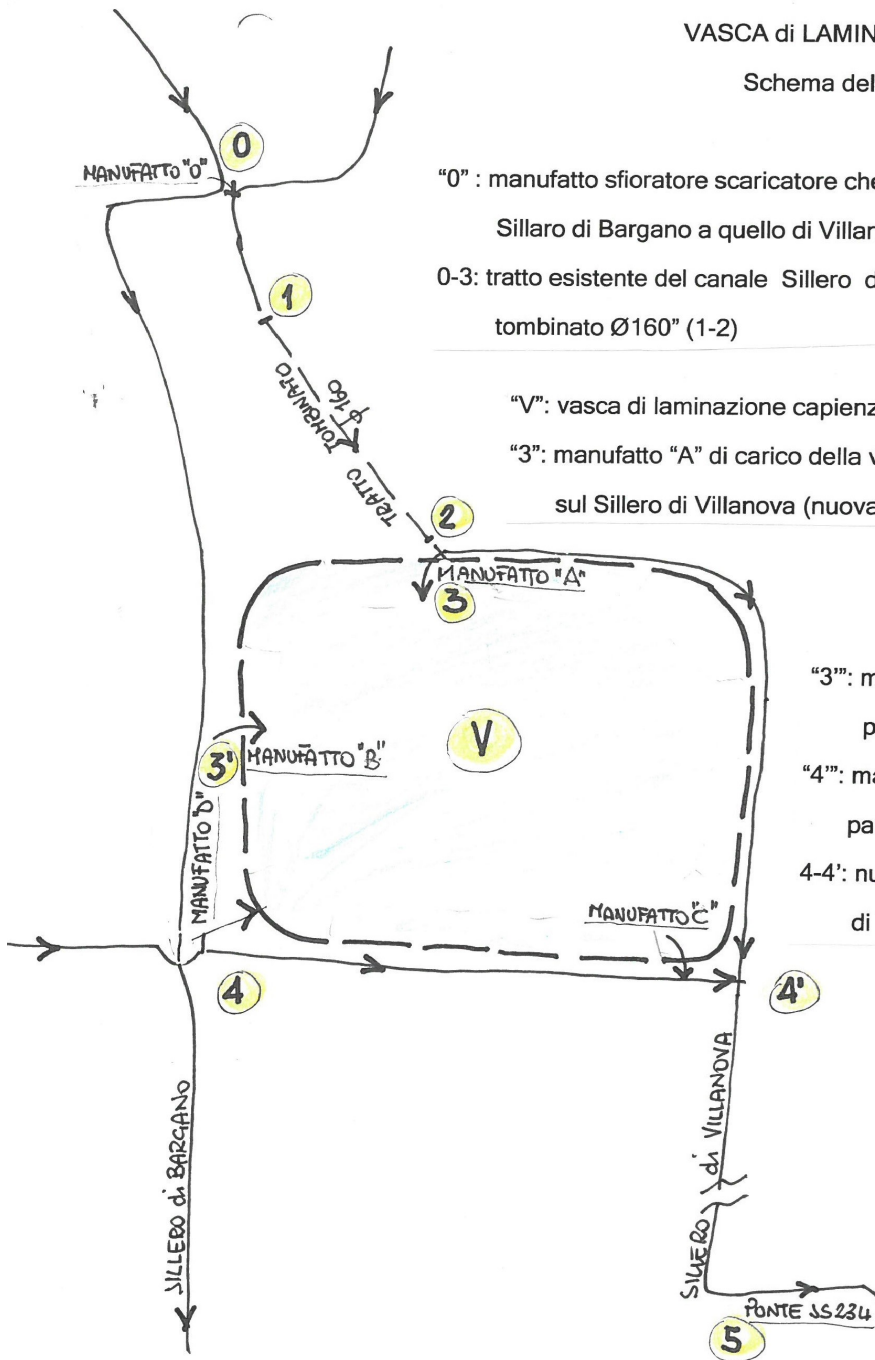 VASCA di LAMIN
Schema del
0
MANUFATTO "0"
"0" : manufatto sfioratore scaricatore che
Sillaro di Bargano a quello di Villan
0-3: tratto esistente del canale Sillero d
tombinato Ø160" (1-2)
1
TRATTO TOMBINATO ø 160
"V": vasca di laminazione capienz
"3": manufatto "A" di carico della v
sul Sillero di Villanova (nuova
2
MANUFATTO "A"
3
"3'": m
p
"4'": ma
pa
4-4': nu
di
V
3'
MANUFATTO "B"
MANUFATTO "D"
MANUFATTO "C"
4
4'
SILLERO di BARGANO
SILLERO di VILLANOVA
PONTE SS234
5